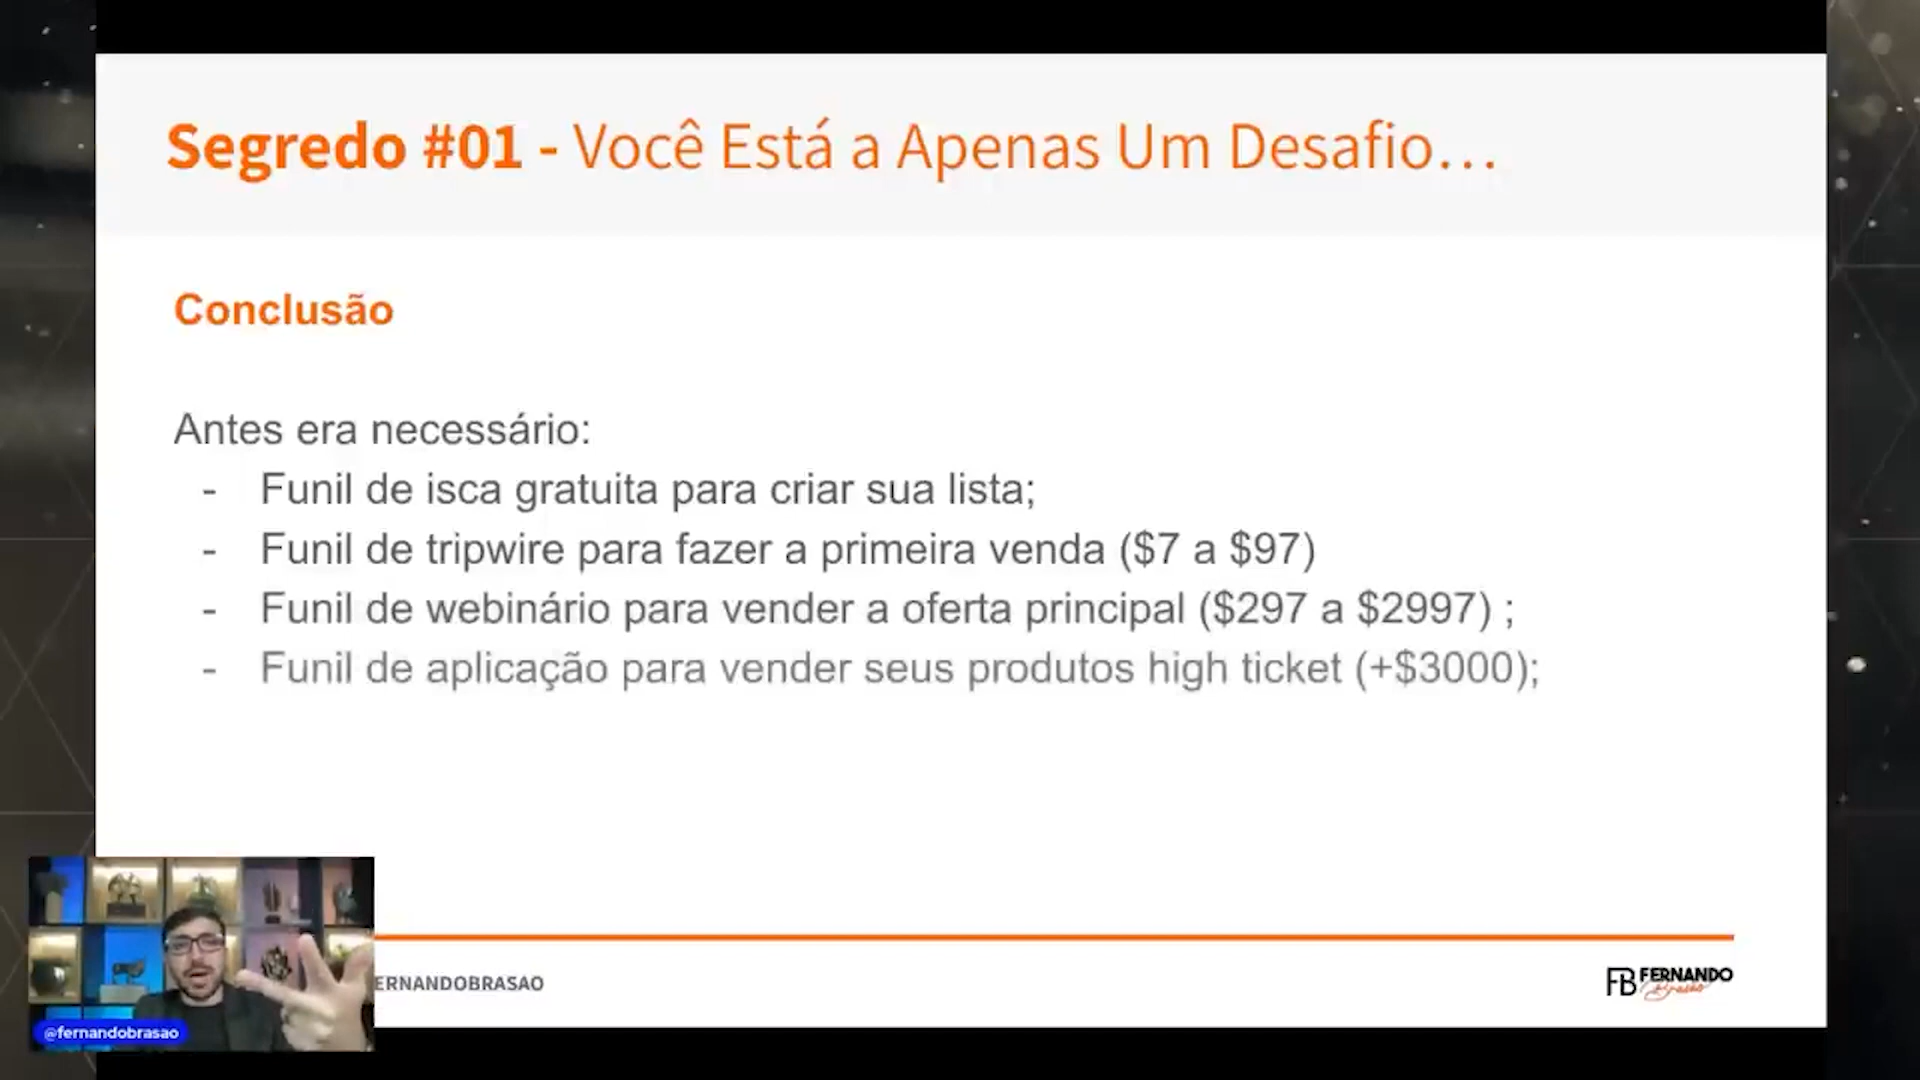 Segredo #01 - Você Está a Apenas Um Desafio...
Conclusão
Antes era necessário:
- Funil de isca gratuita para criar sua lista;
- Funil de tripwire para fazer a primeira venda ($7 a $97)
- Funil de webinário para vender a oferta principal ($297 a $2997) ;
- Funil de aplicação para vender seus produtos high ticket (+$3000);
@fernandobrasao
ERNANDOBRASAO
FB FERNANDO
Brasão